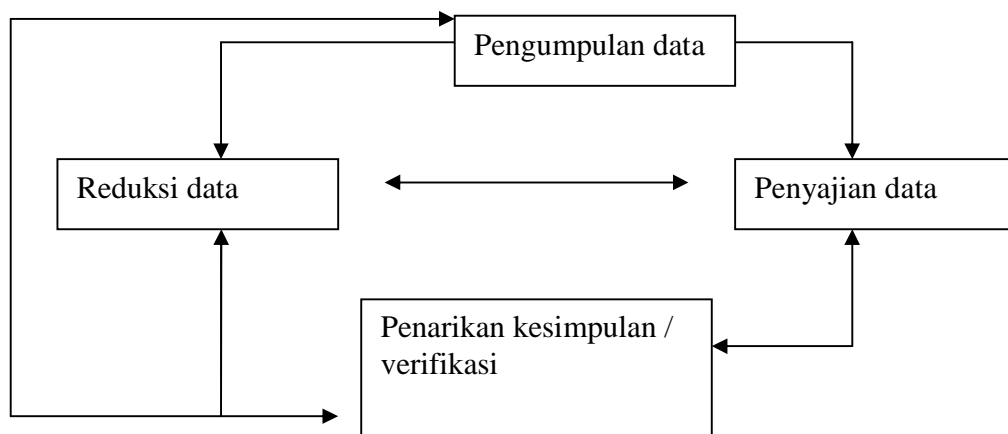 Pengumpulan data
Reduksi data
Penyajian data
Penarikan kesimpulan /
verifikasi